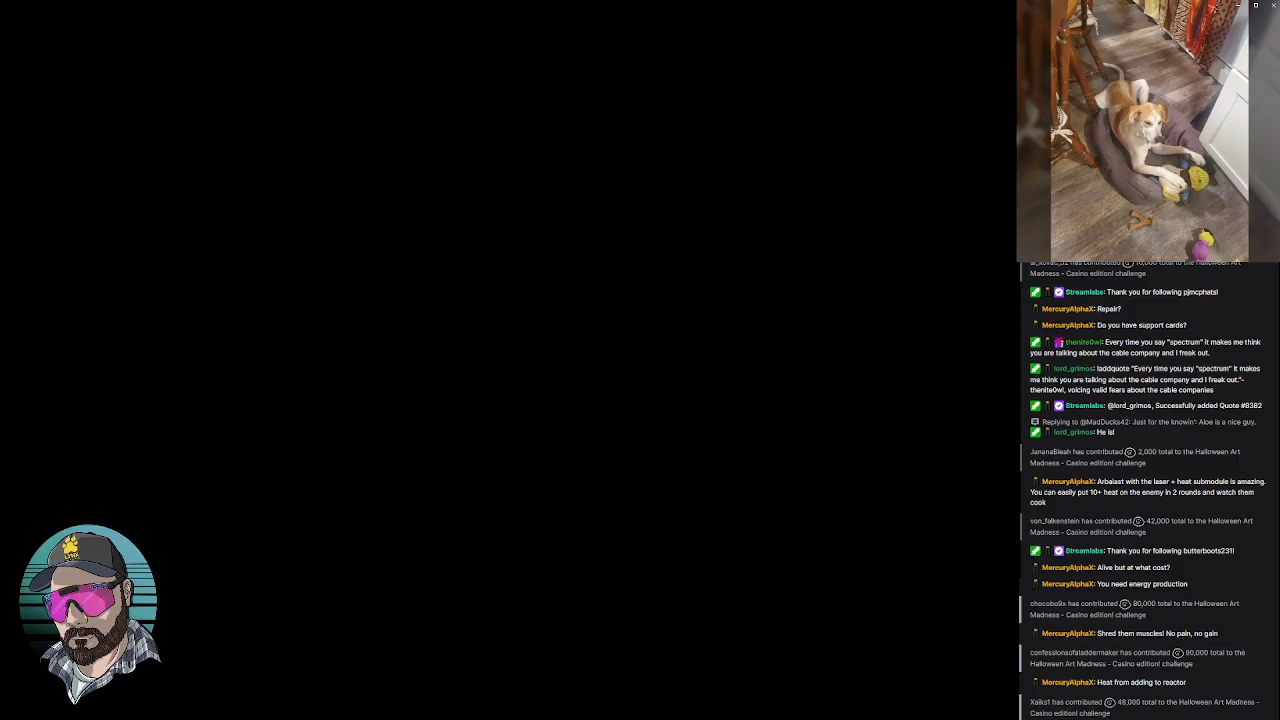 has contributed 10,000 total to the Halloween Art
Madness - Casino edition! challenge
Streamlabs: Thank you for following pjmcphats!
MercuryAlphaX: Repair?
MercuryAlphaX: Do you have support cards?
thenite0wl: Every time you say "spectrum" it makes me think
you are talking about the cable company and I freak out.
lord_grimos: !addquote "Every time you say "spectrum" it makes
me think you are talking about the cable company and I freak out."-
thenite0wl, voicing valid fears about the cable companies
Streamlabs: @lord_grimos, Successfully added Quote #8382
Replying to @MadDucks42: Just for the knowin': Aloe is a nice guy.
lord_grimos: He is!
JananaBleah has contributed 2,000 total to the Halloween Art
Madness - Casino edition! challenge
MercuryAlphaX: Arbalast with the laser + heat submodule is amazing.
You can easily put 10+ heat on the enemy in 2 rounds and watch them
cook
von_falkenstein has contributed 42,000 total to the Halloween Art
Madness - Casino edition! challenge
Streamlabs: Thank you for following butterboots231!
MercuryAlphaX: Alive but at what cost?
MercuryAlphaX: You need energy production
chocobo9x has contributed 80,000 total to the Halloween Art
Madness - Casino edition! challenge
MercuryAlphaX: Shred them muscles! No pain, no gain
confessionsofaladdermaker has contributed 90,000 total to the
Halloween Art Madness - Casino edition! challenge
MercuryAlphaX: Heat from adding to reactor
Xaiks1 has contributed 48,000 total to the Halloween Art Madness -
Casino edition! challenge